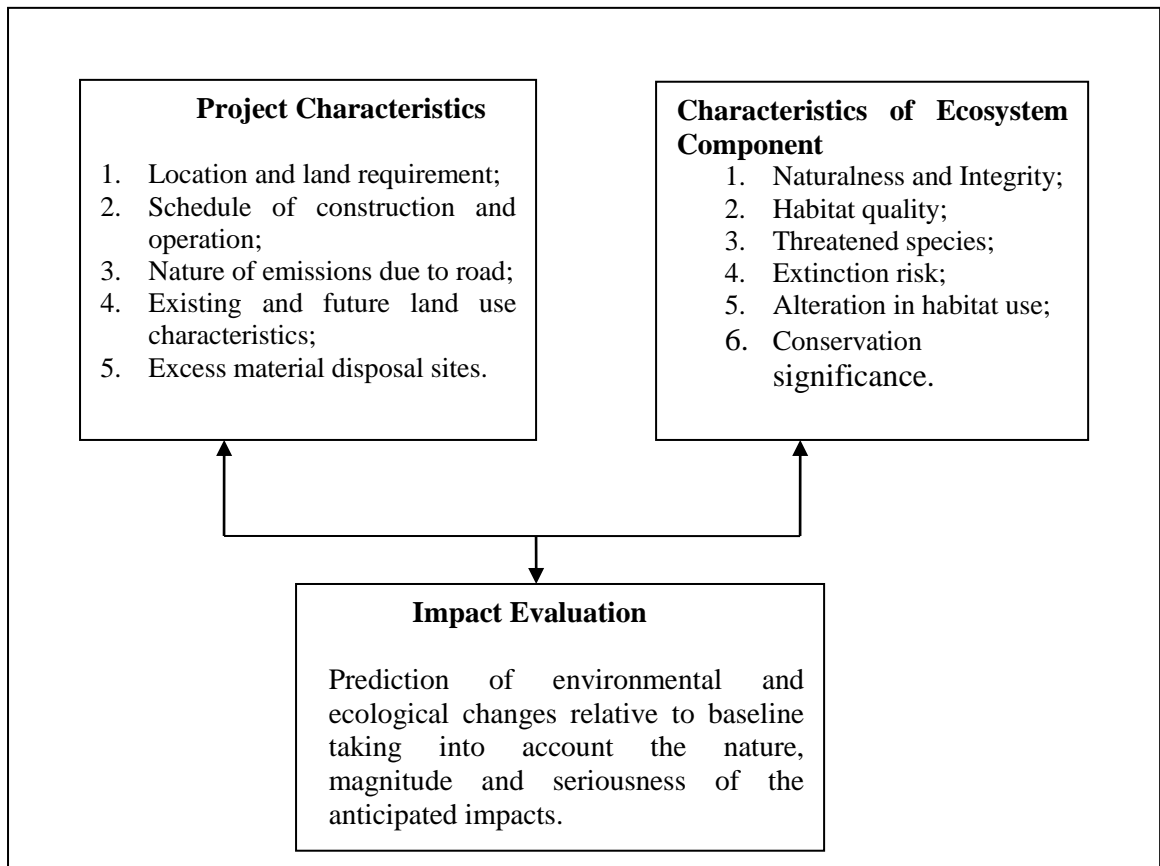 Project Characteristics
1. Location and land requirement;
2. Schedule of construction and
operation;
3. Nature of emissions due to road;
4. Existing and future land use
characteristics;
5. Excess material disposal sites.
Characteristics of Ecosystem
Component
1. Naturalness and Integrity;
2. Habitat quality;
3. Threatened species;
4. Extinction risk;
5. Alteration in habitat use;
6. Conservation
significance.
Impact Evaluation
Prediction of environmental and
ecological changes relative to baseline
taking into account the nature,
magnitude and seriousness of the
anticipated impacts.